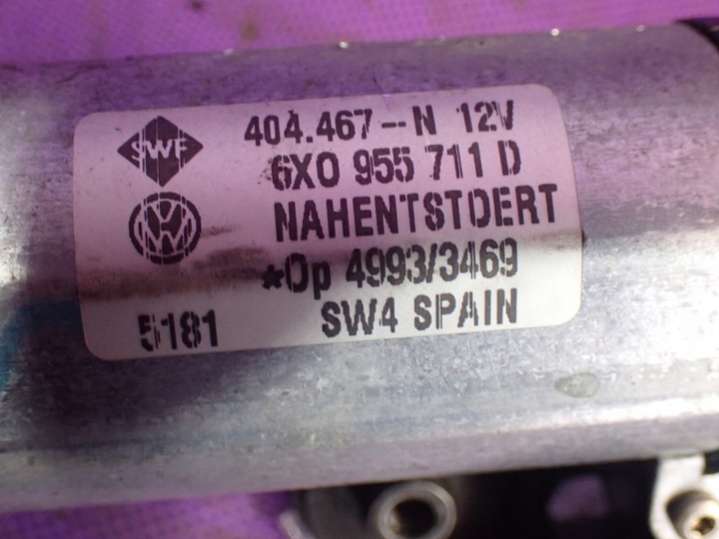 SWF
404.467--N 12V
6X0 955 711 D
NAHENTSTOERT
*Op 4993/3469
5181 SW4 SPAIN